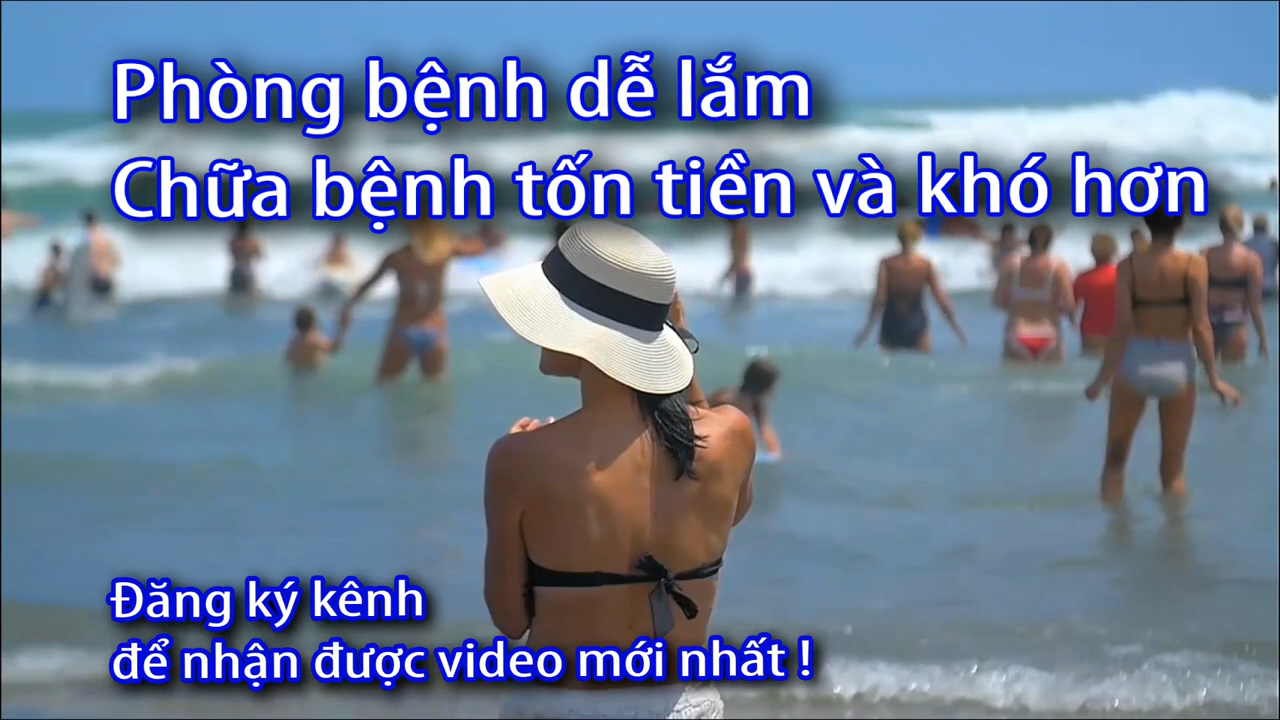 Phòng bệnh dễ lắm
Chữa bệnh tốn tiền và khó hơn
Đăng ký kênh
để nhận được video mới nhất !